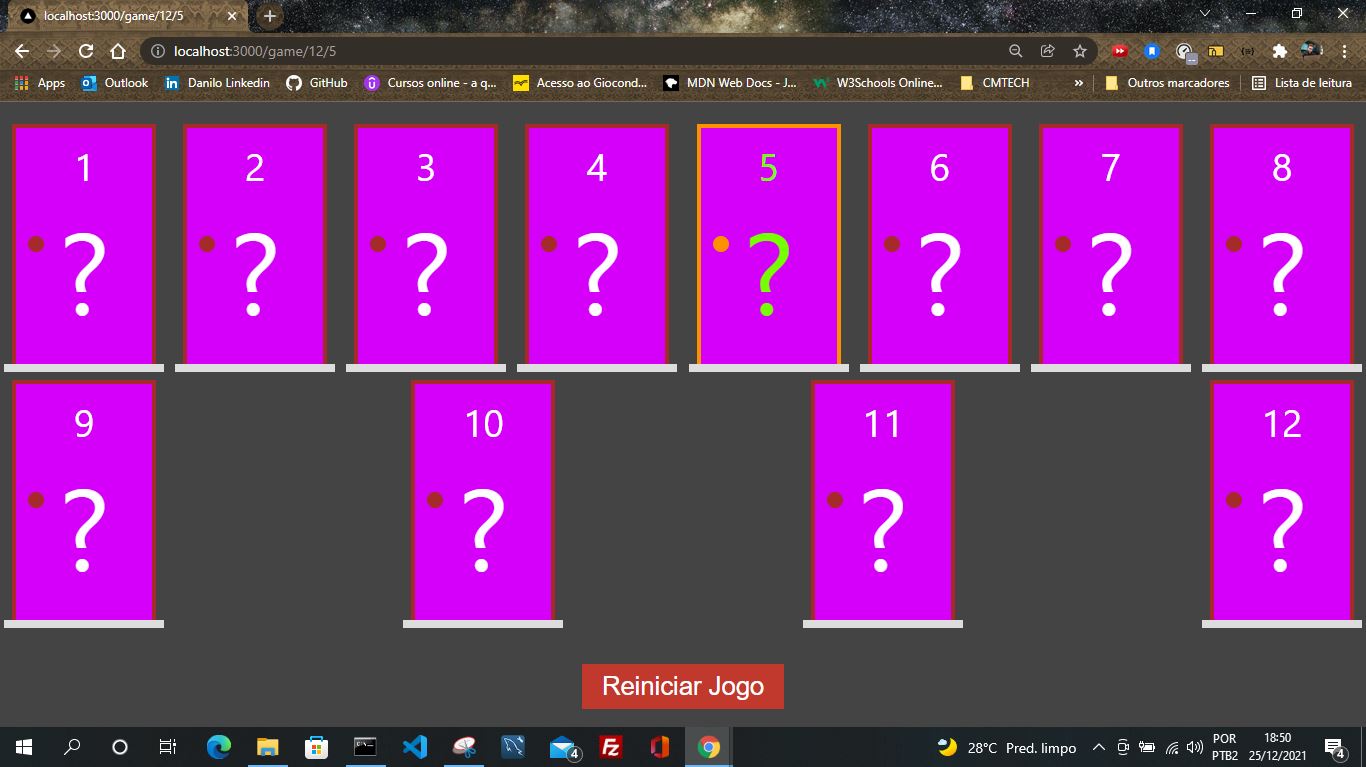 localhost:3000/game/12/5
localhost:3000/game/12/5
Apps Outlook Danilo Linkedin GitHub Cursos online - a q... Acesso ao Giocond... MDN Web Docs - J... W3Schools Online... CMTECH » Outros marcadores Lista de leitura
1 2 3 4 5 6 7 8
? ? ? ? ? ? ? ?
9 10 11 12
? ? ? ?
Reiniciar Jogo
4 28°C Pred. limpo POR 18:50
PTB2 25/12/2021 4